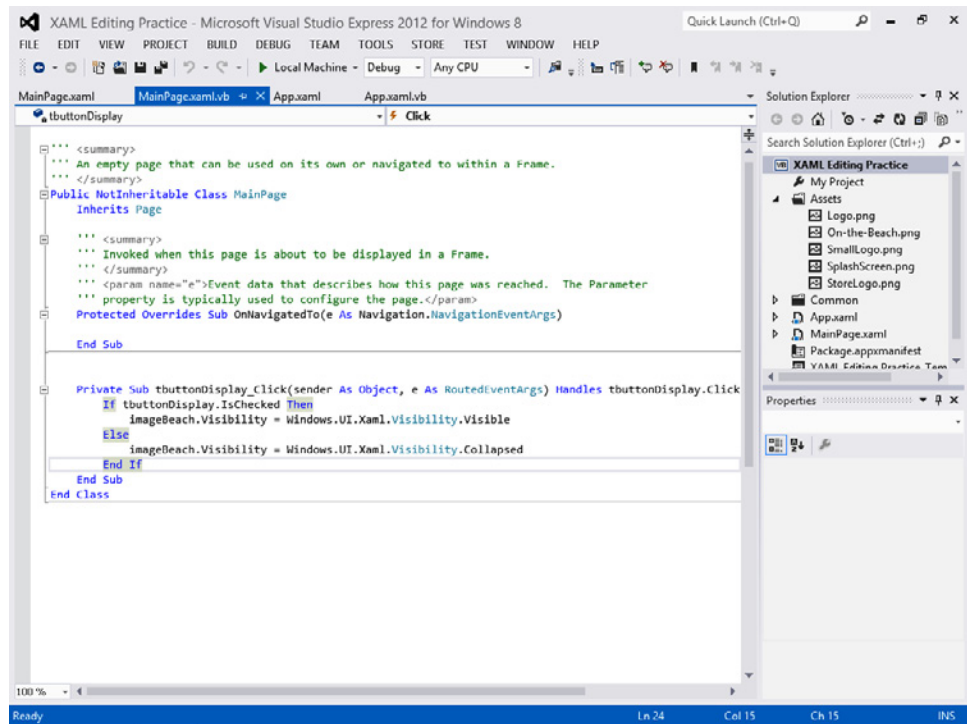 XAML Editing Practice - Microsoft Visual Studio Express 2012 for Windows 8 Quick Launch (Ctrl+Q)
FILE EDIT VIEW PROJECT BUILD DEBUG TEAM TOOLS STORE TEST WINDOW HELP
Local Machine Debug Any CPU
MainPage.xaml MainPage.xaml.vb App.xaml App.xaml.vb
tbuttonDisplay Click
''' <summary>
''' An empty page that can be used on its own or navigated to within a Frame.
''' </summary>
Public NotInheritable Class MainPage
Inherits Page
''' <summary>
''' Invoked when this page is about to be displayed in a Frame.
''' </summary>
''' <param name="e">Event data that describes how this page was reached.  The Parameter
''' property is typically used to configure the page.</param>
Protected Overrides Sub OnNavigatedTo(e As Navigation.NavigationEventArgs)
End Sub
Private Sub tbuttonDisplay_Click(sender As Object, e As RoutedEventArgs) Handles tbuttonDisplay.Click
If tbuttonDisplay.IsChecked Then
imageBeach.Visibility = Windows.UI.Xaml.Visibility.Visible
Else
imageBeach.Visibility = Windows.UI.Xaml.Visibility.Collapsed
End If
End Sub
End Class
100 %
Solution Explorer
Search Solution Explorer (Ctrl+;)
VB XAML Editing Practice
My Project
Assets
Logo.png
On-the-Beach.png
SmallLogo.png
SplashScreen.png
StoreLogo.png
Common
App.xaml
MainPage.xaml
Package.appxmanifest
XAML Editing Practice_Tem
Properties
Ready Ln 24 Col 15 Ch 15 INS